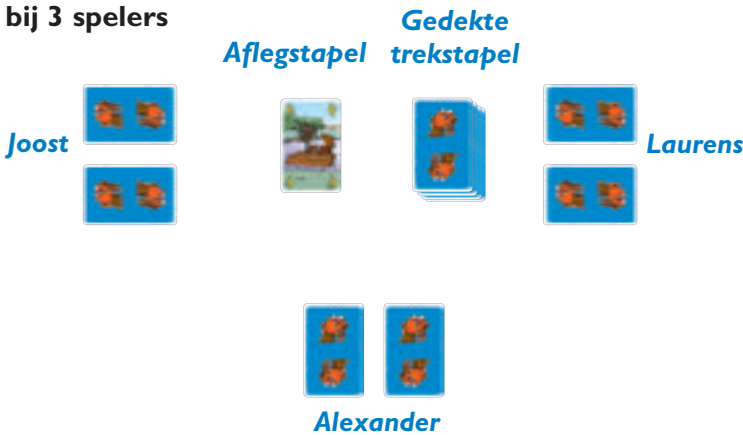 bij 3 spelers
Aflegstapel
Gedekte
trekstapel
Joost
Laurens
Alexander